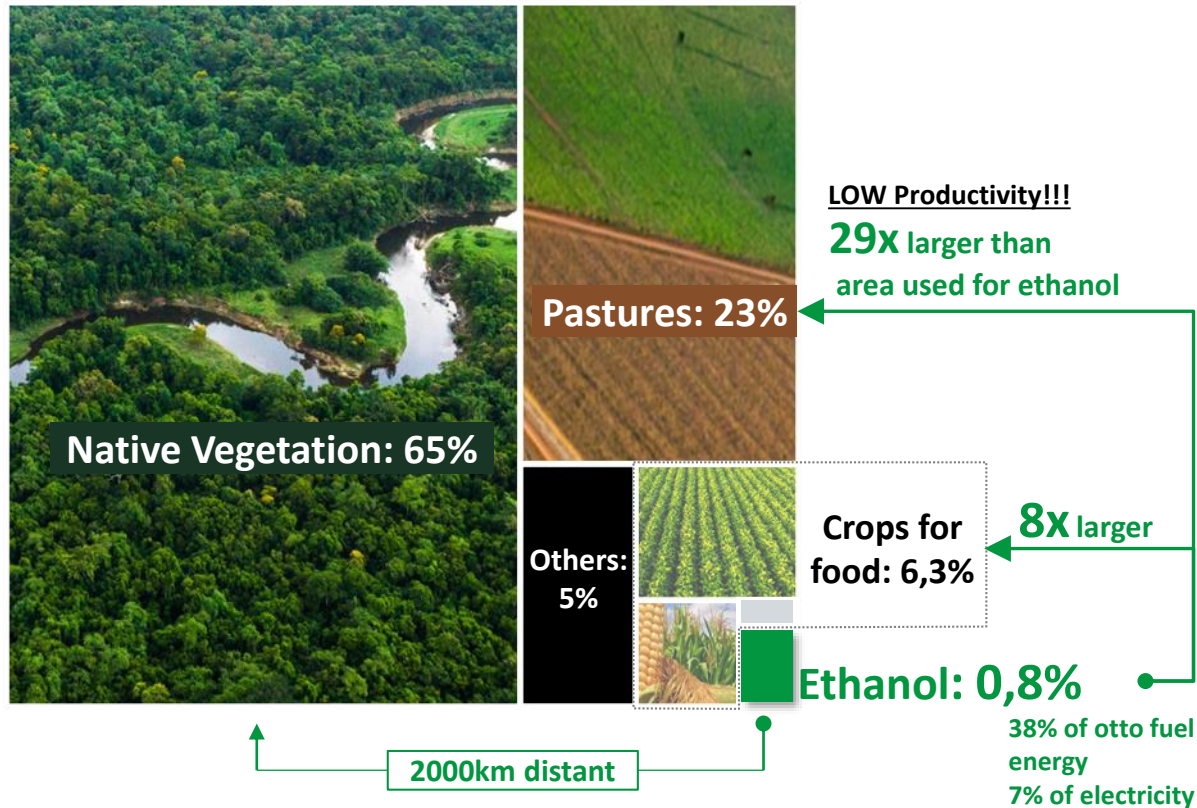 LOW Productivity!!!
29x larger than
area used for ethanol
Pastures: 23%
Native Vegetation: 65%
Others:
5%
Crops for
food: 6,3%
8x larger
Ethanol: 0,8%
38% of otto fuel
energy
7% of electricity
2000km distant